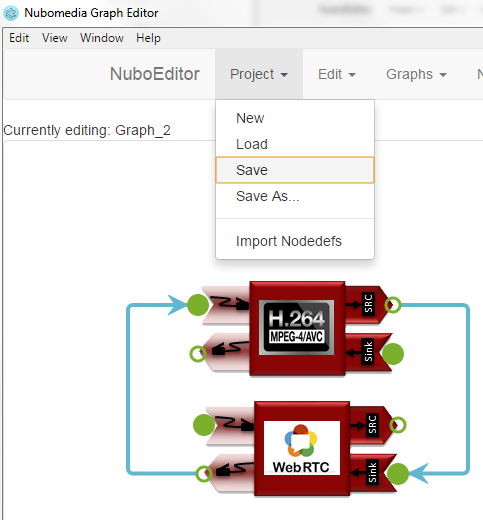 Nubomedia Graph Editor
Edit View Window Help
NuboEditor Project Edit Graphs N
Currently editing: Graph_2
New
Load
Save
Save As...
Import Nodedefs
SRC
H.264
MPEG-4/AVC
Sink
SRC
WebRTC
Sink